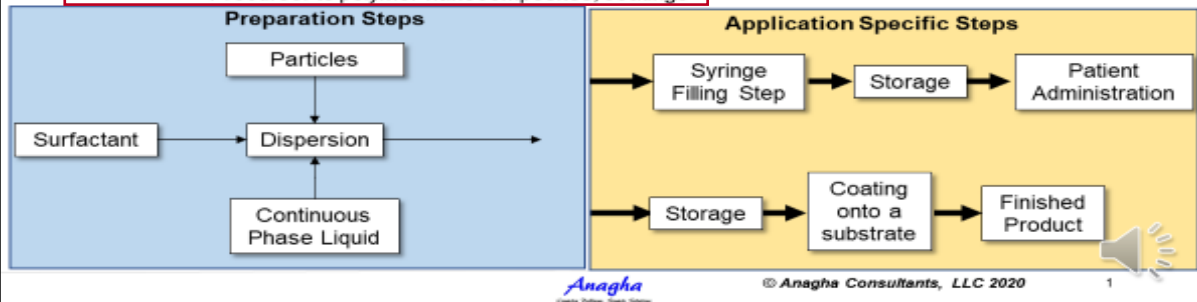 Preparation Steps
Particles
Surfactant
Dispersion
Continuous
Phase Liquid
Application Specific Steps
Syringe
Filling Step
Storage
Patient
Administration
Storage
Coating
onto a
substrate
Finished
Product
Anagha
© Anagha Consultants, LLC 2020
1